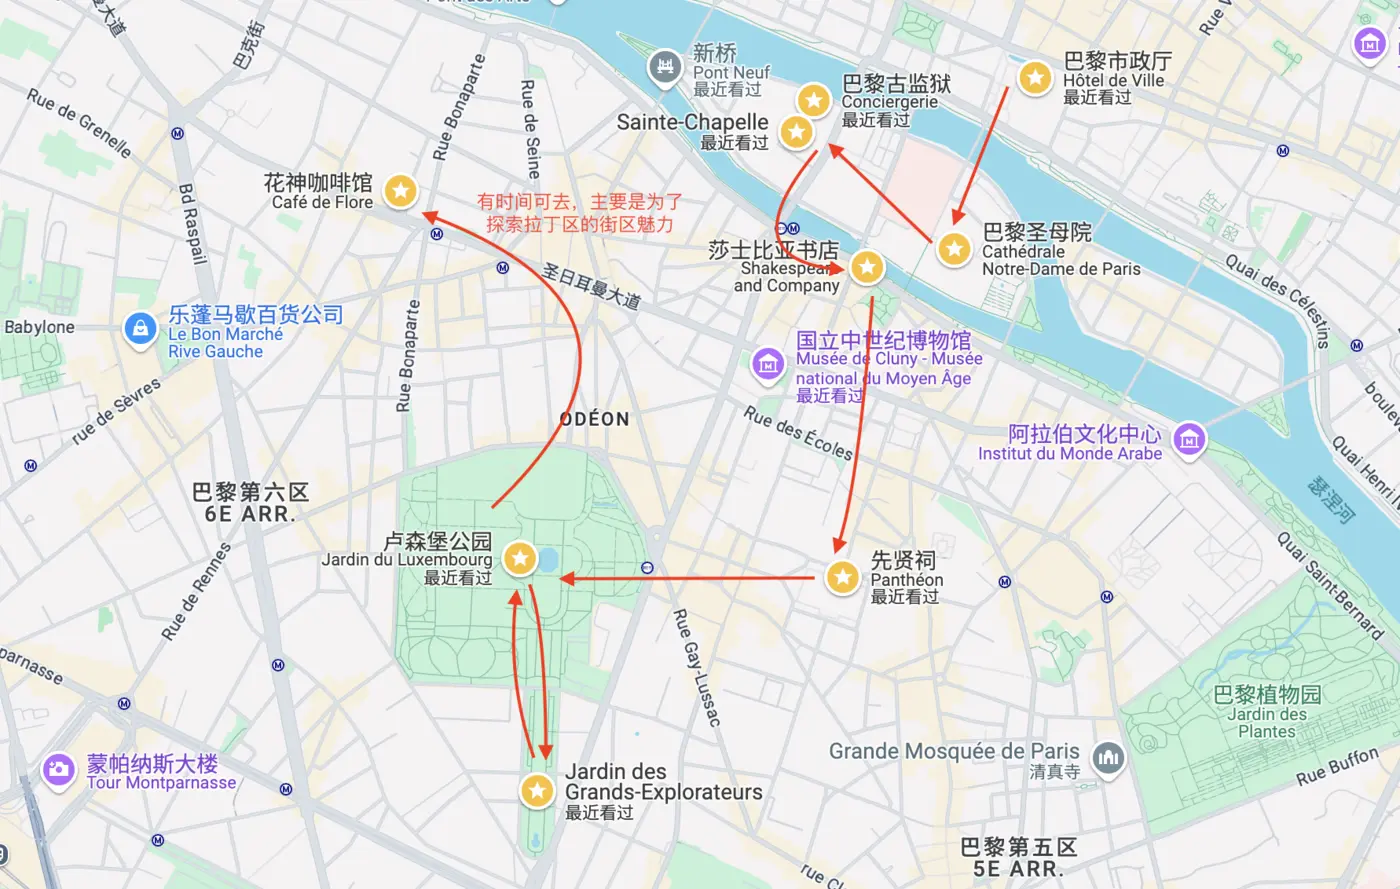 巴克街
Rue de Grenelle
Rue Bonaparte
Rue de Seine
新桥
Pont Neuf
最近看过
巴黎古监狱
Conciergerie
最近看过
Sainte-Chapelle
最近看过
巴黎市政厅
Hôtel de Ville
最近看过
花神咖啡馆
Café de Flore
有时间可去，主要是为了
探索拉丁区的街区魅力
Bd Raspail
莎士比亚书店
Shakespeare
and Company
巴黎圣母院
Cathédrale
Notre-Dame de Paris
圣日耳曼大道
Quai des Célestins
Babylone
乐蓬马歇百货公司
Le Bon Marché
Rive Gauche
Rue Bonaparte
国立中世纪博物馆
Musée de Cluny - Musée
national du Moyen Âge
最近看过
rue de Sèvres
ODÉON
Rue des Écoles
阿拉伯文化中心
Institut du Monde Arabe
Quai Henri
瑟涅河
巴黎第六区
6E ARR.
卢森堡公园
Jardin du Luxembourg
最近看过
先贤祠
Panthéon
最近看过
Quai Saint-Bernard
Rue de Rennes
Rue Gay-Lussac
parnasse
巴黎植物园
Jardin des
Plantes
蒙帕纳斯大楼
Tour Montparnasse
Jardin des
Grands-Explorateurs
最近看过
Grande Mosquée de Paris
清真寺
Rue Buffon
巴黎第五区
5E ARR.